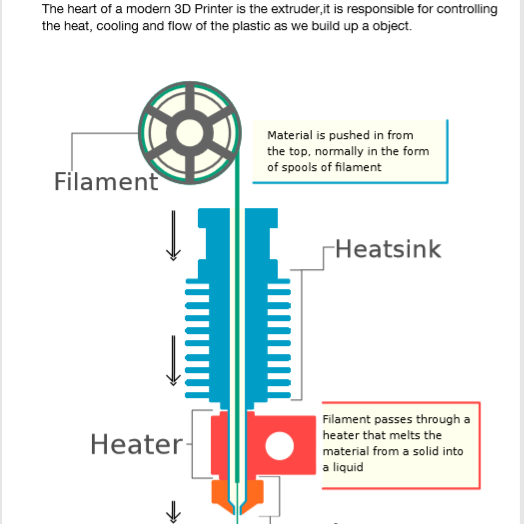 The heart of a modern 3D Printer is the extruder,it is responsible for controlling
the heat, cooling and flow of the plastic as we build up a object.
Material is pushed in from
the top, normally in the form
of spools of filament
Filament
Heatsink
Filament passes through a
heater that melts the
material from a solid into
a liquid
Heater